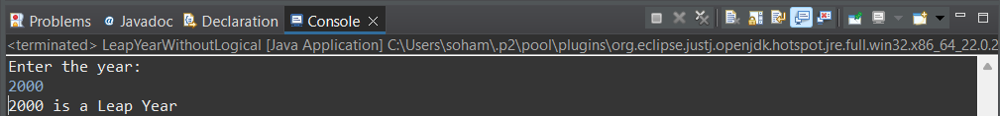 Problems @ Javadoc Declaration Console
<terminated> LeapYearWithoutLogical [Java Application] C:\Users\soham\.p2\pool\plugins\org.eclipse.justj.openjdk.hotspot.jre.full.win32.x86_64_22.0.2
Enter the year:
2000
2000 is a Leap Year